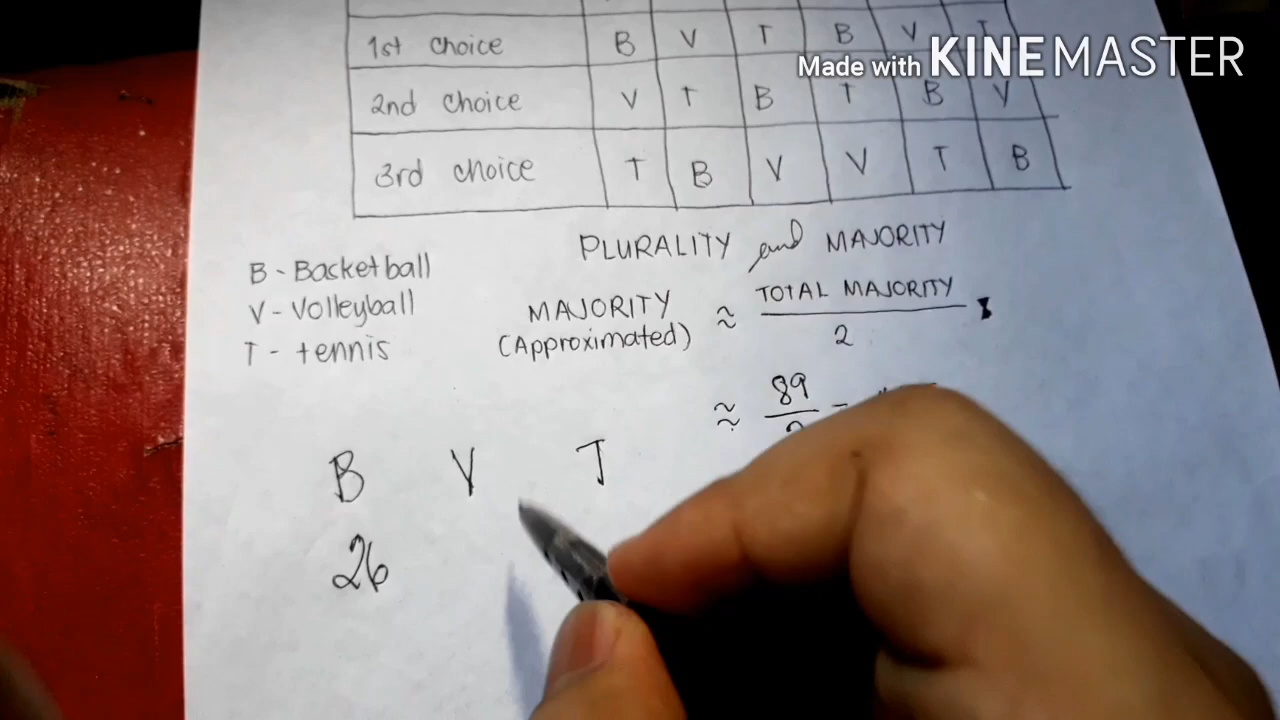 1st choice B V T B V T
Made with KINEMASTER
2nd choice V T B T B V
3rd choice T B V V T B
PLURALITY and MAJORITY
B - Backetball
V - Volleyball
T - tennis
MAJORITY
(Approximated)
≈ TOTAL MAJORITY
2
≈ 89
B V T
26